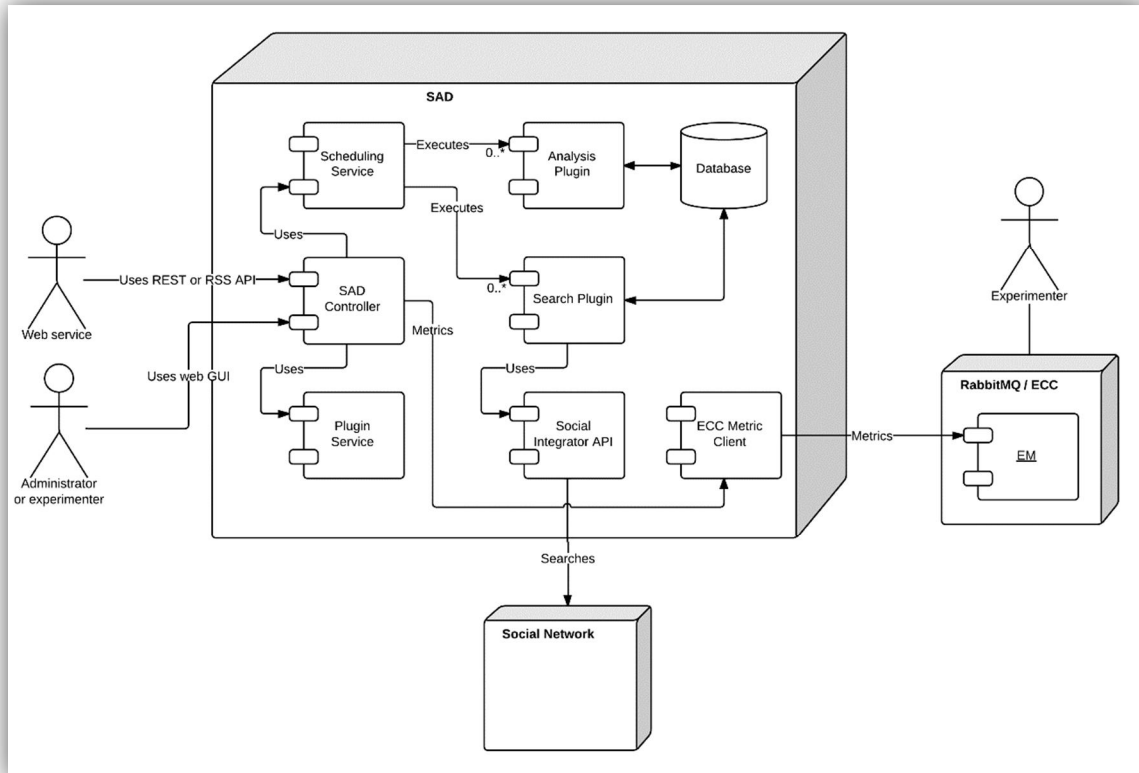 SAD
Scheduling
Service
Executes
0..*
Analysis
Plugin
Database
Executes
Uses
Uses REST or RSS API
SAD
Controller
0..*
Search Plugin
Metrics
Experimenter
Web service
Uses
Uses web GUI
Uses
RabbitMQ / ECC
Plugin
Service
Social
Integrator API
ECC Metric
Client
Metrics
EM
Administrator
or experimenter
Searches
Social Network